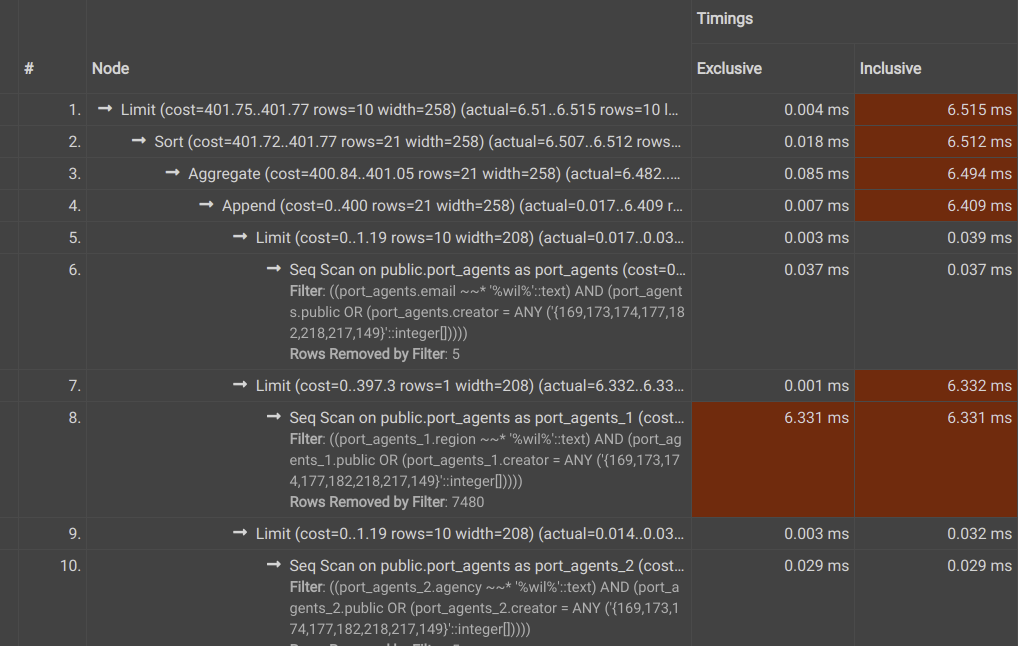 Timings
# Node Exclusive Inclusive
1. → Limit (cost=401.75..401.77 rows=10 width=258) (actual=6.51..6.515 rows=10 l... 0.004 ms 6.515 ms
2. → Sort (cost=401.72..401.77 rows=21 width=258) (actual=6.507..6.512 rows... 0.018 ms 6.512 ms
3. → Aggregate (cost=400.84..401.05 rows=21 width=258) (actual=6.482..... 0.085 ms 6.494 ms
4. → Append (cost=0..400 rows=21 width=258) (actual=0.017..6.409 r... 0.007 ms 6.409 ms
5. → Limit (cost=0..1.19 rows=10 width=208) (actual=0.017..0.03... 0.003 ms 0.039 ms
6. → Seq Scan on public.port_agents as port_agents (cost=0... 0.037 ms 0.037 ms
Filter: ((port_agents.email ~~* '%wil%'::text) AND (port_agent
s.public OR (port_agents.creator = ANY ('{169,173,174,177,18
2,218,217,149}'::integer[]))))
Rows Removed by Filter: 5
7. → Limit (cost=0..397.3 rows=1 width=208) (actual=6.332..6.33... 0.001 ms 6.332 ms
8. → Seq Scan on public.port_agents as port_agents_1 (cost... 6.331 ms 6.331 ms
Filter: ((port_agents_1.region ~~* '%wil%'::text) AND (port_ag
ents_1.public OR (port_agents_1.creator = ANY ('{169,173,17
4,177,182,218,217,149}'::integer[]))))
Rows Removed by Filter: 7480
9. → Limit (cost=0..1.19 rows=10 width=208) (actual=0.014..0.03... 0.003 ms 0.032 ms
10. → Seq Scan on public.port_agents as port_agents_2 (cost... 0.029 ms 0.029 ms
Filter: ((port_agents_2.agency ~~* '%wil%'::text) AND (port_a
gents_2.public OR (port_agents_2.creator = ANY ('{169,173,1
74,177,182,218,217,149}'::integer[]))))